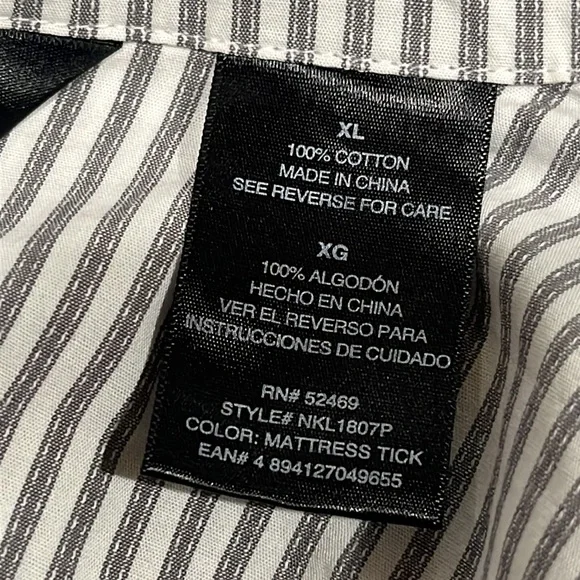 XL
100% COTTON
MADE IN CHINA
SEE REVERSE FOR CARE
XG
100% ALGODÓN
HECHO EN CHINA
VER EL REVERSO PARA
INSTRUCCIONES DE CUIDADO
RN# 52469
STYLE# NKL1807P
COLOR: MATTRESS TICK
EAN# 4 894127049655